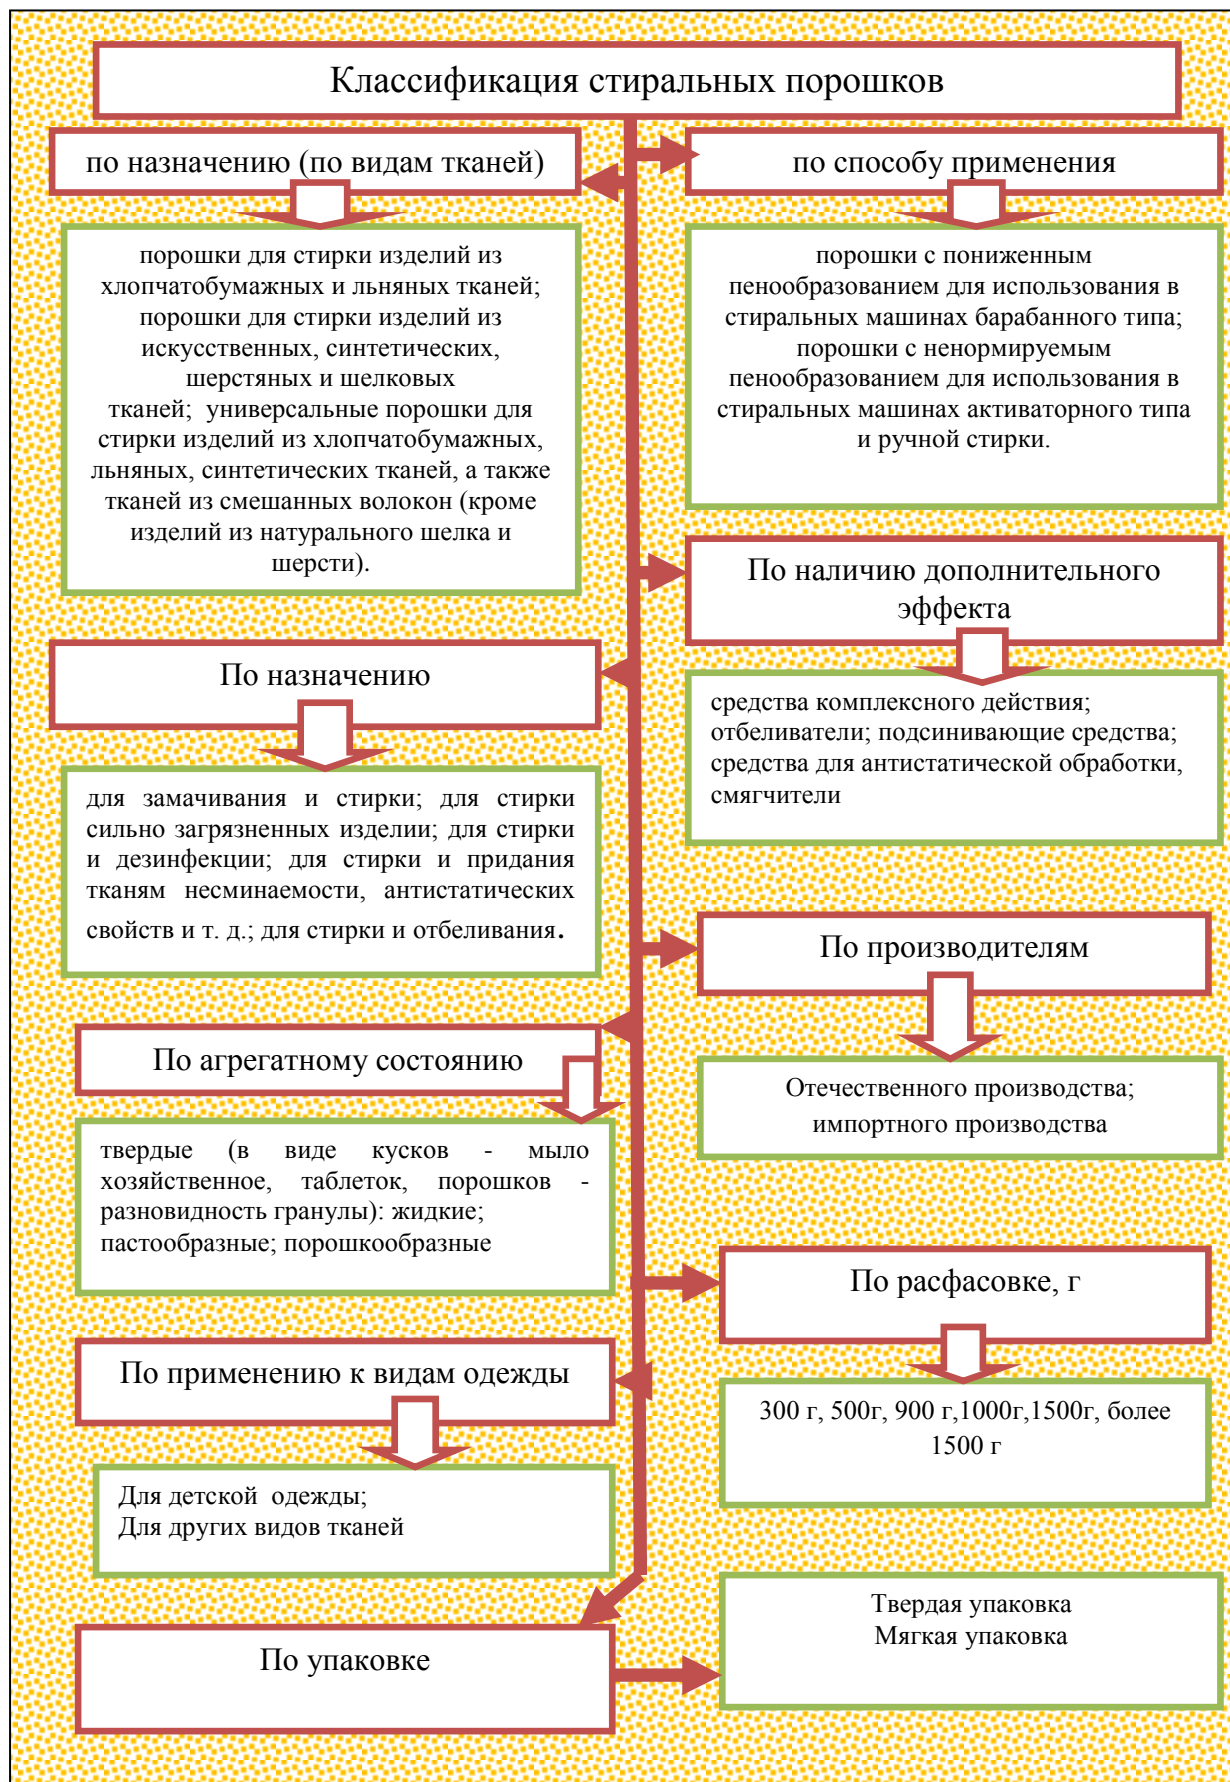 Классификация стиральных порошков
по назначению (по видам тканей)
порошки для стирки изделий из
хлопчатобумажных и льняных тканей;
порошки для стирки изделий из
искусственных, синтетических,
шерстяных и шелковых
тканей; универсальные порошки для
стирки изделий из хлопчатобумажных,
льняных, синтетических тканей, а также
тканей из смешанных волокон (кроме
изделий из натурального шелка и
шерсти).
по способу применения
порошки с пониженным
пенообразованием для использования в
стиральных машинах барабанного типа;
порошки с ненормируемым
пенообразованием для использования в
стиральных машинах активаторного типа
и ручной стирки.
По наличию дополнительного
эффекта
средства комплексного действия;
отбеливатели; подсинивающие средства;
средства для антистатической обработки,
смягчители
По назначению
для замачивания и стирки; для стирки
сильно загрязненных изделии; для стирки
и дезинфекции; для стирки и придания
тканям несминаемости, антистатических
свойств и т. д.; для стирки и отбеливания.
По производителям
Отечественного производства;
импортного производства
По агрегатному состоянию
твердые (в виде кусков - мыло
хозяйственное, таблеток, порошков -
разновидность гранулы): жидкие;
пастообразные; порошкообразные
По расфасовке, г
300 г, 500г, 900 г,1000г,1500г, более
1500 г
По применению к видам одежды
Для детской одежды;
Для других видов тканей
По упаковке
Твердая упаковка
Мягкая упаковка